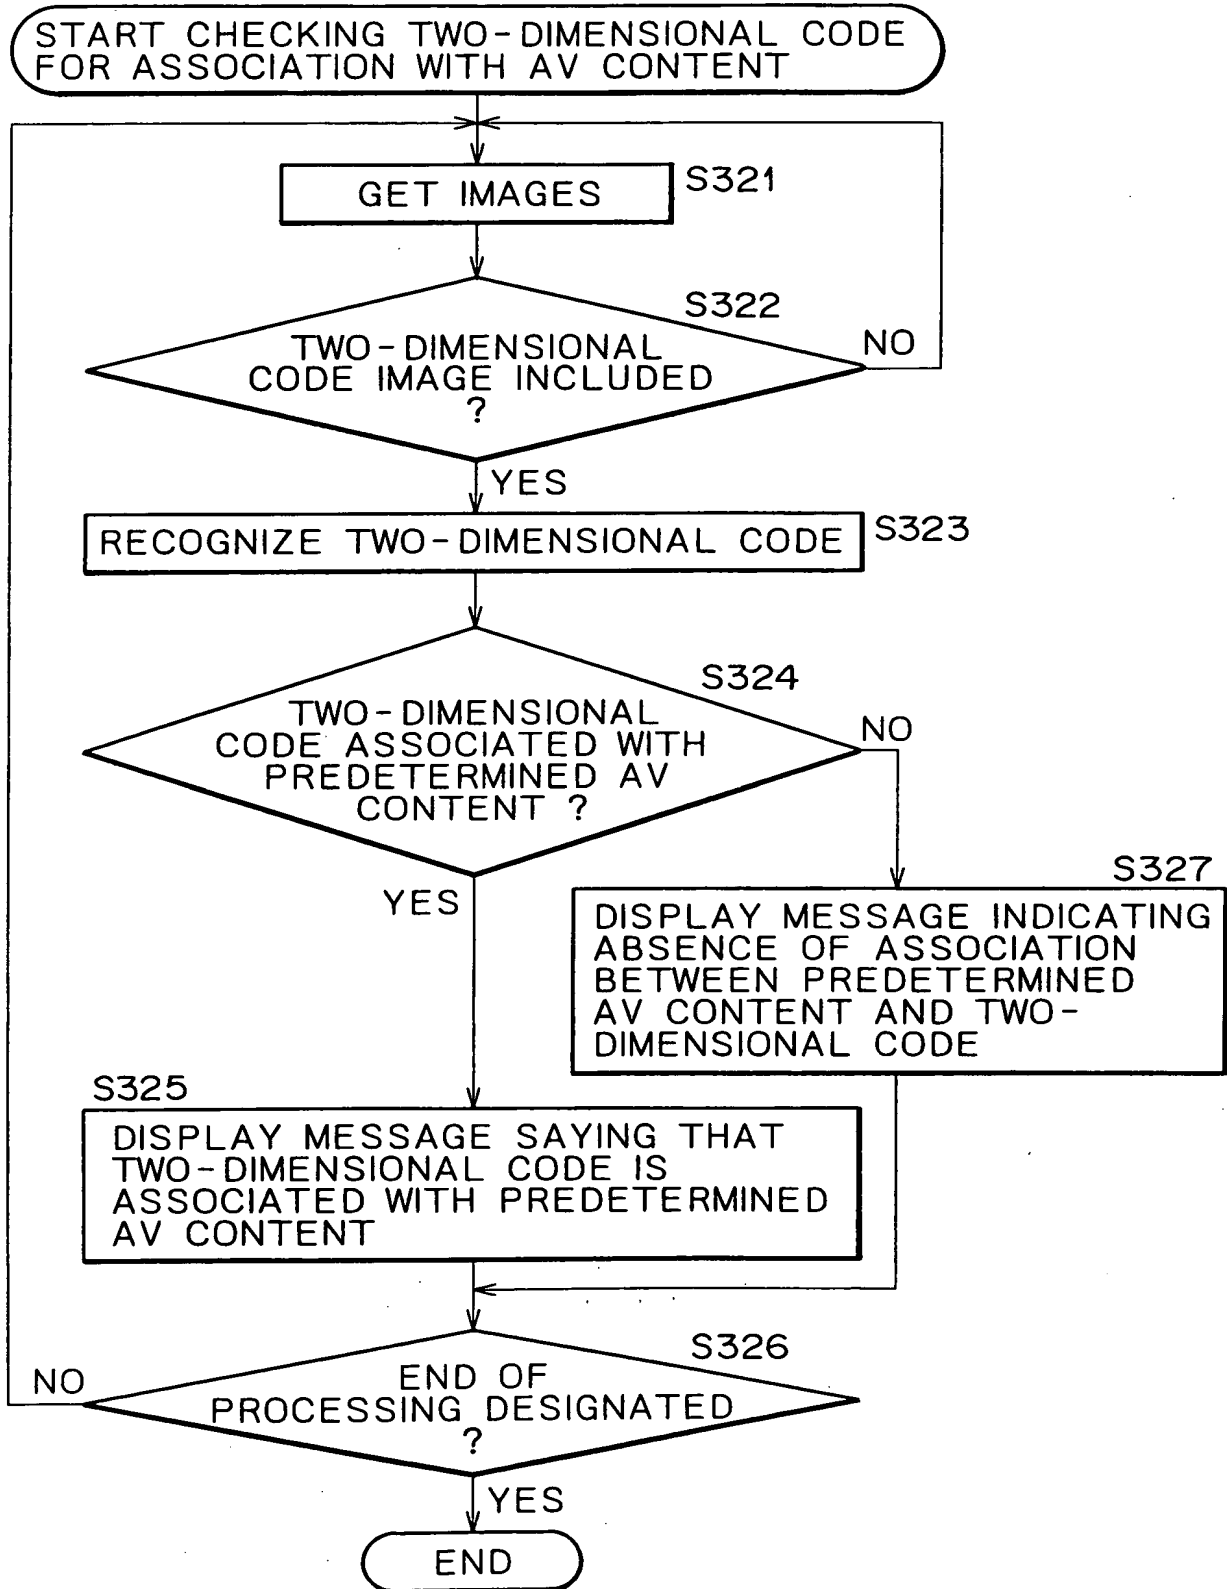 START CHECKING TWO-DIMENSIONAL CODE
FOR ASSOCIATION WITH AV CONTENT
GET IMAGES
S321
S322
TWO-DIMENSIONAL
CODE IMAGE INCLUDED
?
NO
YES
RECOGNIZE TWO-DIMENSIONAL CODE
S323
S324
TWO-DIMENSIONAL
CODE ASSOCIATED WITH
PREDETERMINED AV
CONTENT ?
NO
YES
S327
DISPLAY MESSAGE INDICATING
ABSENCE OF ASSOCIATION
BETWEEN PREDETERMINED
AV CONTENT AND TWO-
DIMENSIONAL CODE
S325
DISPLAY MESSAGE SAYING THAT
TWO-DIMENSIONAL CODE IS
ASSOCIATED WITH PREDETERMINED
AV CONTENT
S326
NO
END OF
PROCESSING DESIGNATED
?
YES
END